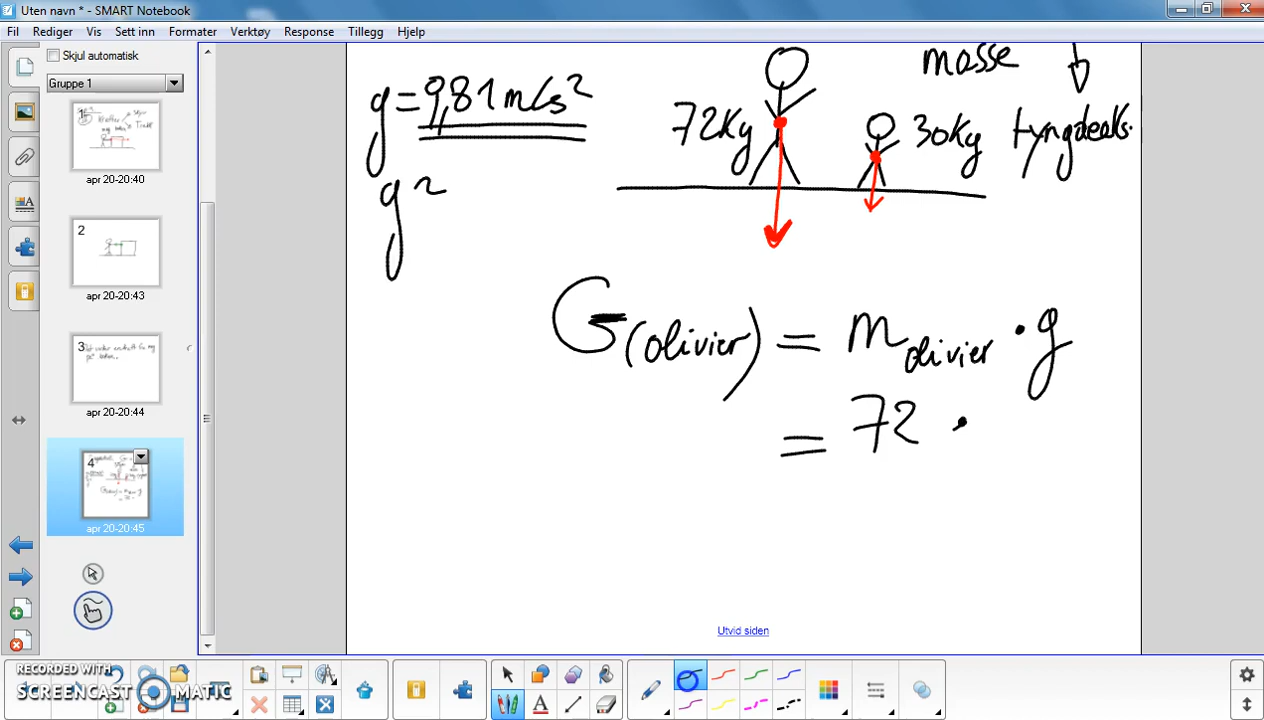 Uten navn * - SMART Notebook
Fil Rediger Vis Sett inn Formater Verktøy Response Tillegg Hjelp
Skjul automatisk
Gruppe 1
1
apr 20-20:40
2
apr 20-20:43
3
apr 20-20:44
4
apr 20-20:45
g = 9,81 m/s²
g ~
masse
72Kg
30Kg
tyngdeaks.
G(olivier) = m olivier · g
= 72 ·
Utvid siden
RECORDED WITH
SCREENCAST MATIC